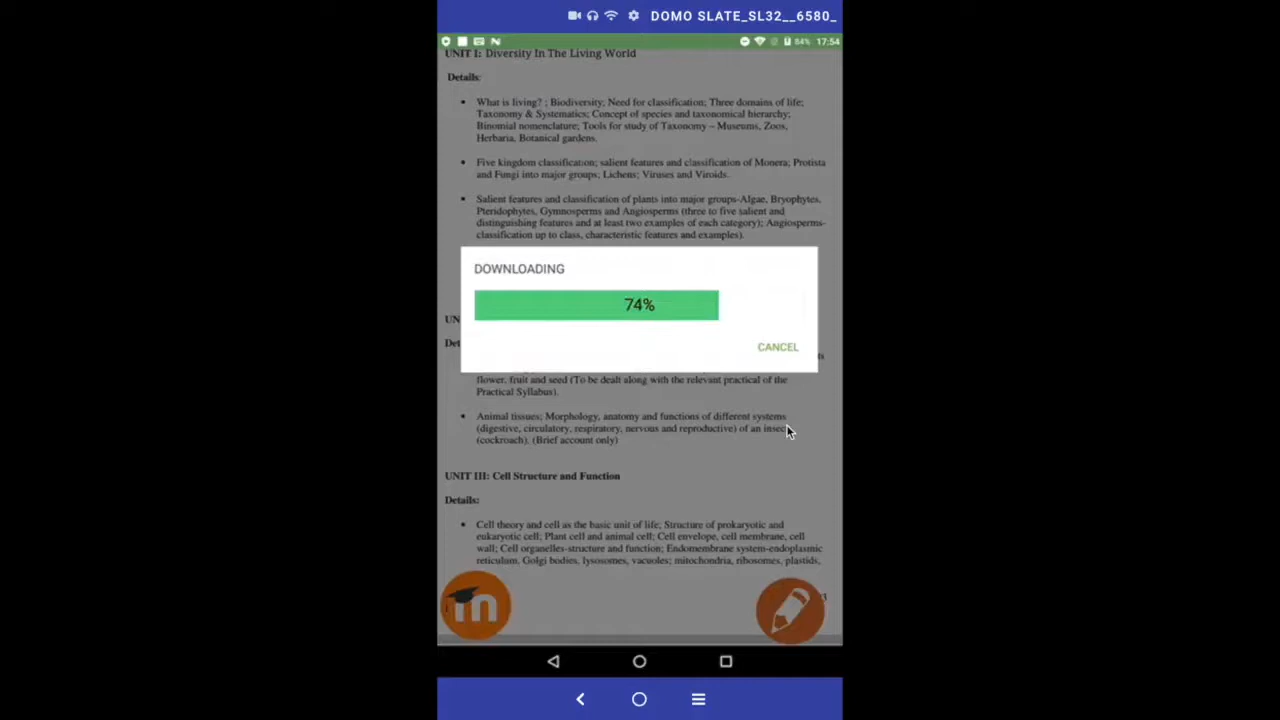 DOMO SLATE_SL32__6580_
84% 17:54
UNIT I: Diversity In The Living World
Details:
• What is living? ; Biodiversity; Need for classification; Three domains of life;
Taxonomy & Systematics; Concept of species and taxonomical hierarchy;
Binomial nomenclature; Tools for study of Taxonomy – Museums, Zoos,
Herbaria, Botanical gardens.
• Five kingdom classification; salient features and classification of Monera; Protista
and Fungi into major groups; Lichens; Viruses and Viroids.
• Salient features and classification of plants into major groups-Algae, Bryophytes,
Pteridophytes, Gymnosperms and Angiosperms (three to five salient and
distinguishing features and at least two examples of each category); Angiosperms-
classification up to class, characteristic features and examples).
DOWNLOADING
74%
UN
CANCEL
Det
flower, fruit and seed (To be dealt along with the relevant practical of the
Practical Syllabus).
• Animal tissues; Morphology, anatomy and functions of different systems
(digestive, circulatory, respiratory, nervous and reproductive) of an insect
(cockroach). (Brief account only)
UNIT III: Cell Structure and Function
Details:
• Cell theory and cell as the basic unit of life; Structure of prokaryotic and
eukaryotic cell; Plant cell and animal cell; Cell envelope, cell membrane, cell
wall; Cell organelles-structure and function; Endomembrane system-endoplasmic
reticulum, Golgi bodies, lysosomes, vacuoles; mitochondria, ribosomes, plastids,
m